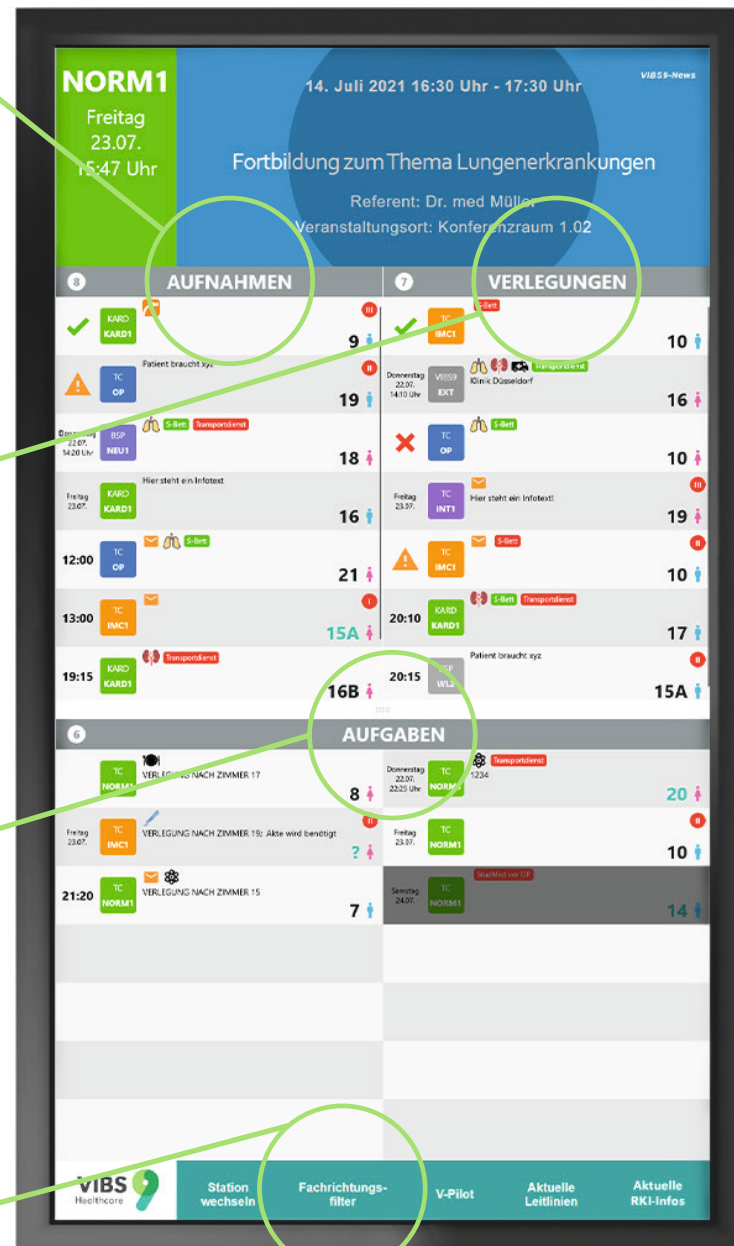 NORM1
Freitag
23.07.
15:47 Uhr
VIBS9-News
14. Juli 2021 16:30 Uhr - 17:30 Uhr
Fortbildung zum Thema Lungenerkrankungen
Referent: Dr. med Müller
Veranstaltungsort: Konferenzraum 1.02
8 AUFNAHMEN
KARD
KARD1
III
9
TC
OP
Patient braucht xyz
II
19
Donnerstag
22.07.
14:20 Uhr
BSP
NEU1
S-Bett Transportdienst
18
Freitag
23.07.
KARD
KARD1
Hier steht ein Infotext
16
12:00
TC
OP
S-Bett
21
13:00
TC
IMC1
I
15A
19:15
KARD
KARD1
Transportdienst
16B
7 VERLEGUNGEN
TC
IMC1
S-Bett
10
Donnerstag
22.07.
14:10 Uhr
VIBS9
EXT
Transportdienst
Klinik Düsseldorf
16
TC
OP
S-Bett
10
Freitag
23.07.
TC
INT1
Hier steht ein Infotext!
III
19
TC
IMC1
S-Bett
II
10
20:10
KARD
KARD1
S-Bett Transportdienst
17
20:15
BSP
WL2
Patient braucht xyz
II
15A
6 AUFGABEN
TC
NORM1
VERLEGUNG NACH ZIMMER 17
8
Freitag
23.07.
TC
IMC1
VERLEGUNG NACH ZIMMER 19; Akte wird benötigt
II
?
21:20
TC
NORM1
VERLEGUNG NACH ZIMMER 15
7
Donnerstag
22.07.
22:25 Uhr
TC
NORM1
Transportdienst
1234
20
Freitag
23.07.
TC
NORM1
II
10
Samstag
24.07.
TC
NORM1
StudMed vor OP
14
VIBS 9
Healthcare
Station
wechseln
Fachrichtungs-
filter
V-Pilot
Aktuelle
Leitlinien
Aktuelle
RKI-Infos